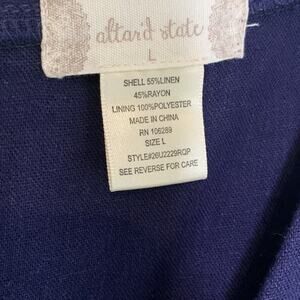 altar'd state
L
SHELL 55%LINEN
45%RAYON
LINING 100%POLYESTER
MADE IN CHINA
RN 106289
SIZE L
STYLE#26U2229RQP
SEE REVERSE FOR CARE